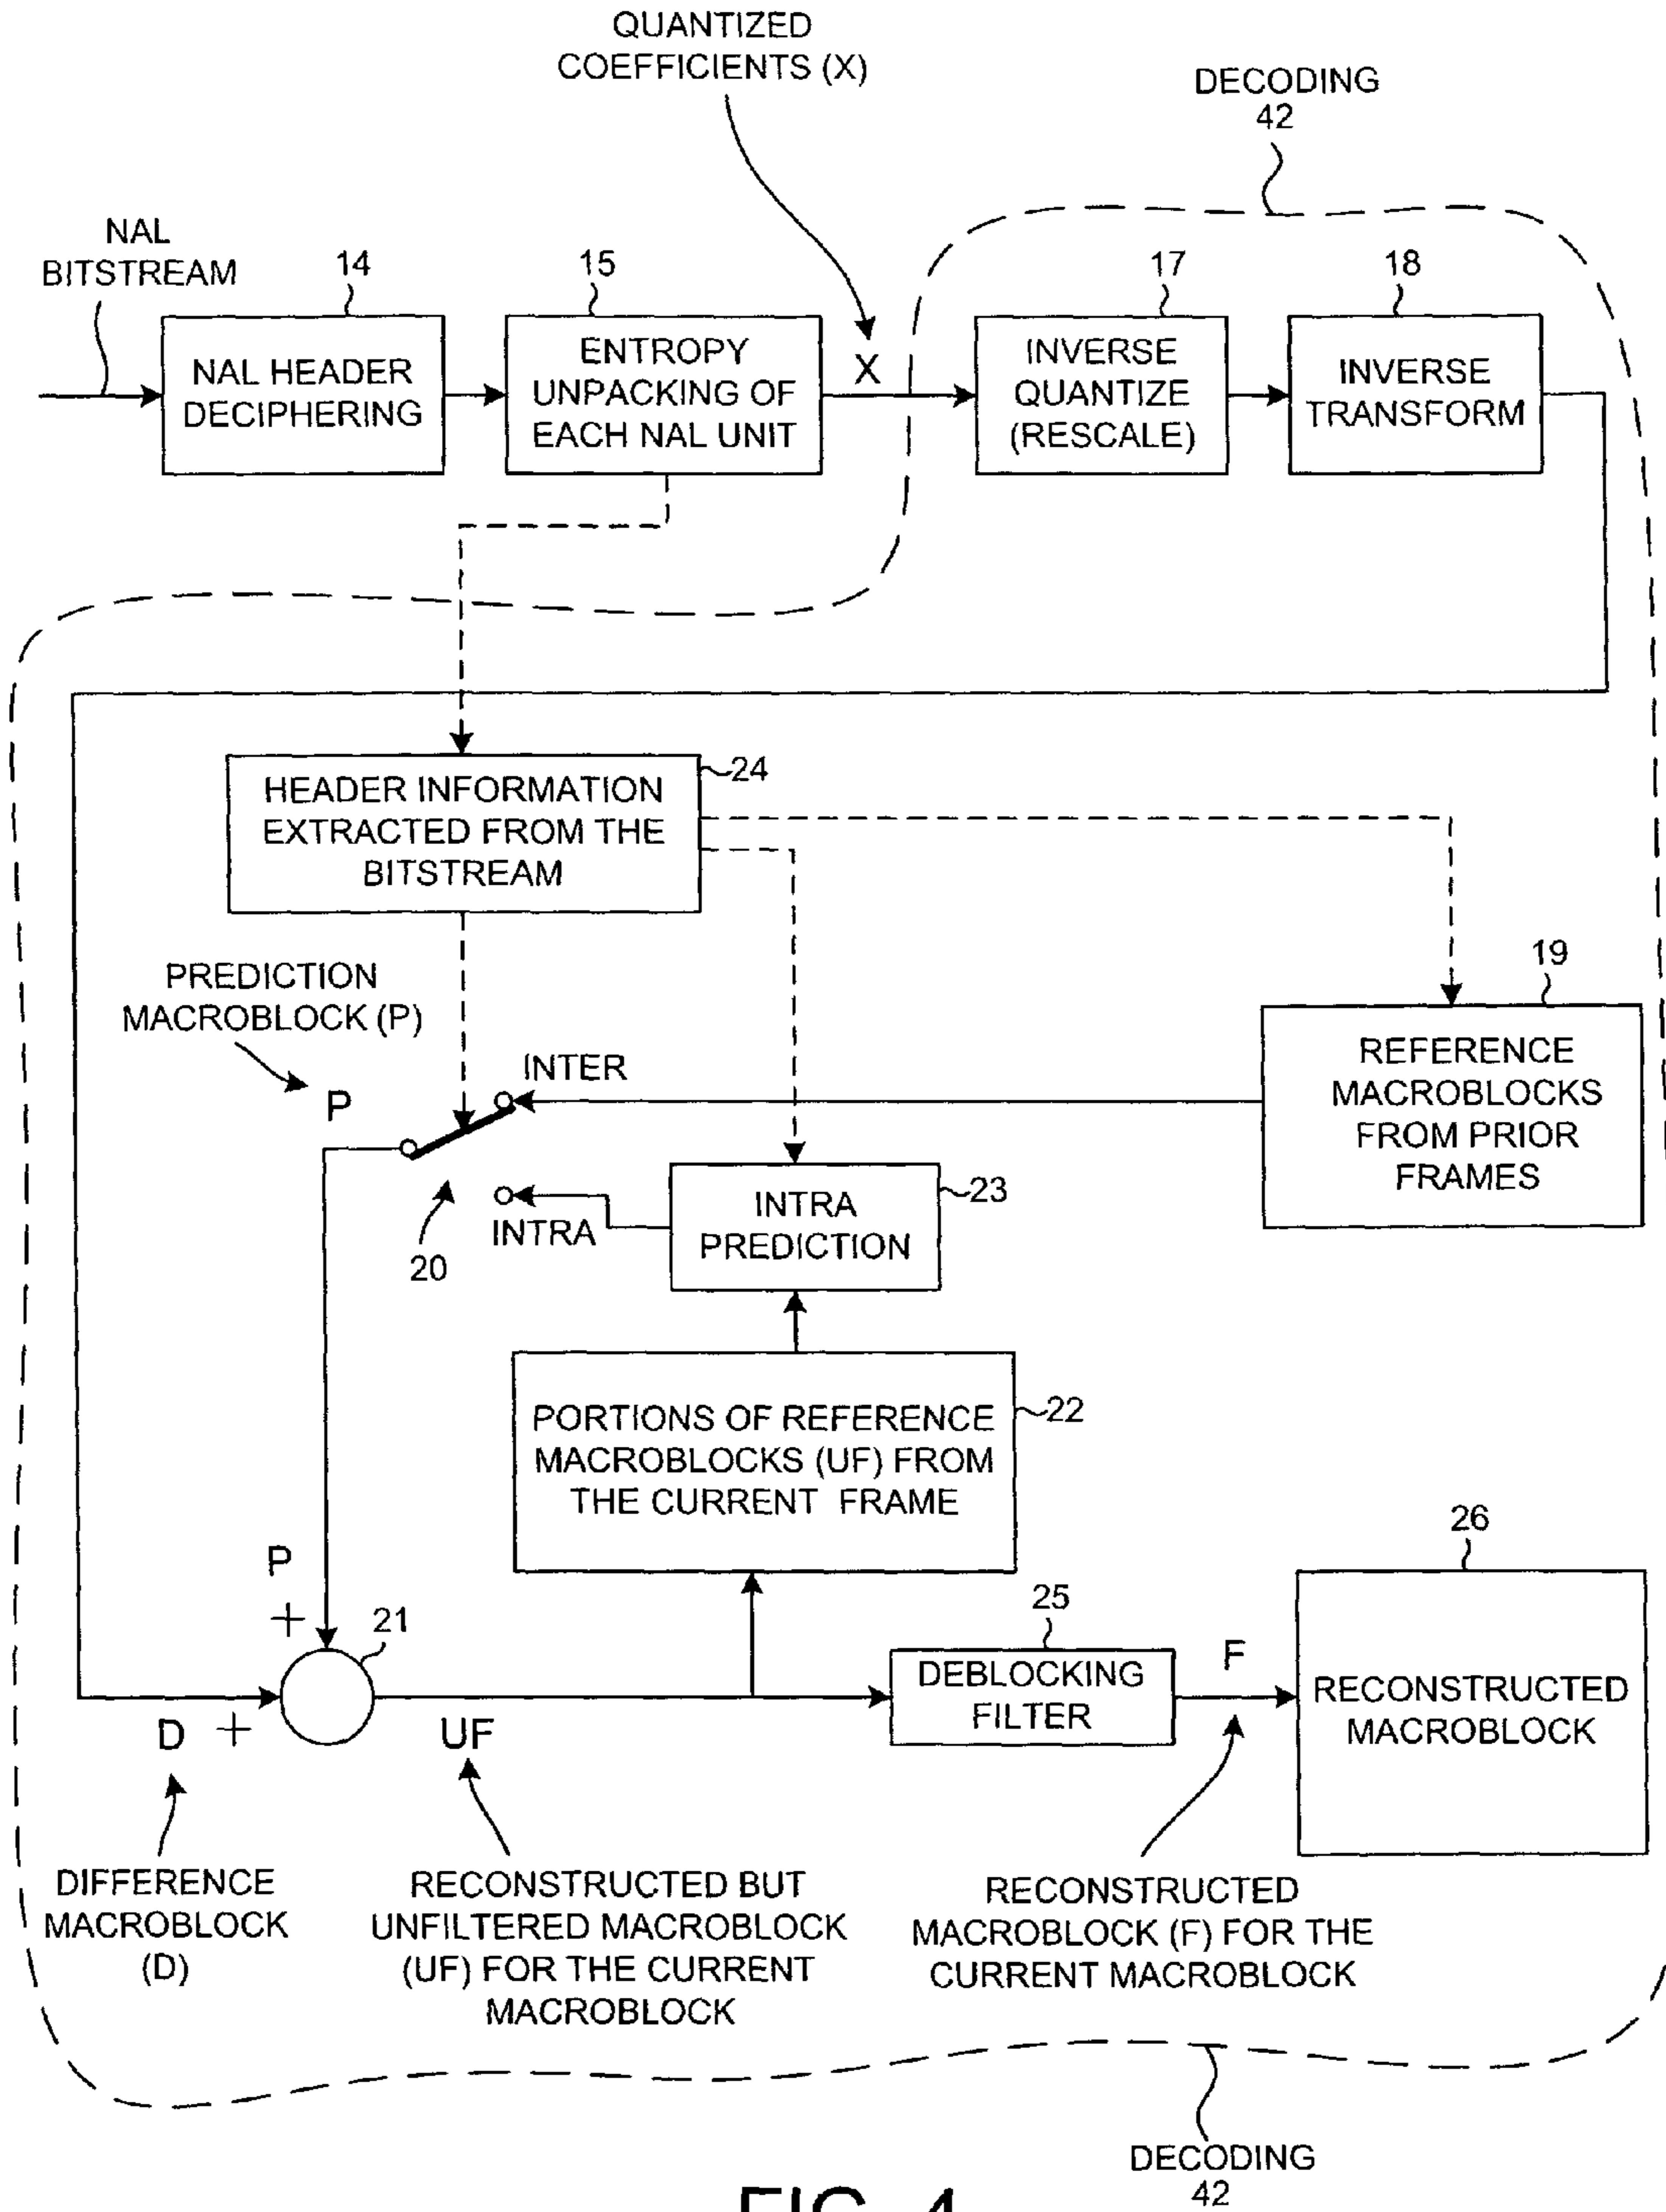 QUANTIZED
COEFFICIENTS (X)
DECODING
42
NAL
BITSTREAM
14
15
17
18
NAL HEADER
DECIPHERING
ENTROPY
UNPACKING OF
EACH NAL UNIT
X
INVERSE
QUANTIZE
(RESCALE)
INVERSE
TRANSFORM
24
HEADER INFORMATION
EXTRACTED FROM THE
BITSTREAM
19
PREDICTION
MACROBLOCK (P)
P
INTER
REFERENCE
MACROBLOCKS
FROM PRIOR
FRAMES
20
INTRA
23
INTRA
PREDICTION
22
PORTIONS OF REFERENCE
MACROBLOCKS (UF) FROM
THE CURRENT FRAME
26
P
+
21
25
DEBLOCKING
FILTER
F
RECONSTRUCTED
MACROBLOCK
D +
UF
DIFFERENCE
MACROBLOCK
(D)
RECONSTRUCTED BUT
UNFILTERED MACROBLOCK
(UF) FOR THE CURRENT
MACROBLOCK
RECONSTRUCTED
MACROBLOCK (F) FOR THE
CURRENT MACROBLOCK
DECODING
42